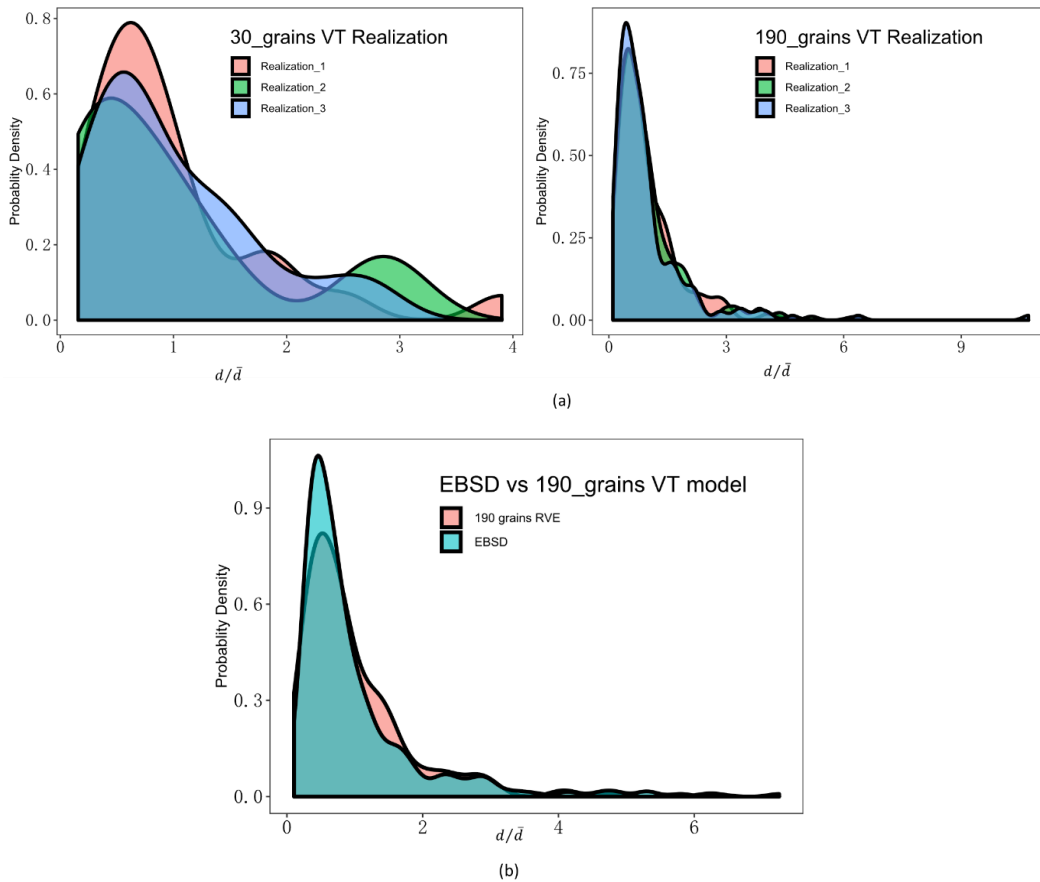 30_grains VT Realization
Realization_1
Realization_2
Realization_3
Probablity Density
0.8
0.6
0.4
0.2
0.0
0 1 2 3 4
d/d̄
190_grains VT Realization
Realization_1
Realization_2
Realization_3
Probablity Density
0.75
0.50
0.25
0.00
0 3 6 9
d/d̄
(a)
EBSD vs 190_grains VT model
190 grains RVE
EBSD
Probablity Density
0.9
0.6
0.3
0.0
0 2 4 6
d/d̄
(b)